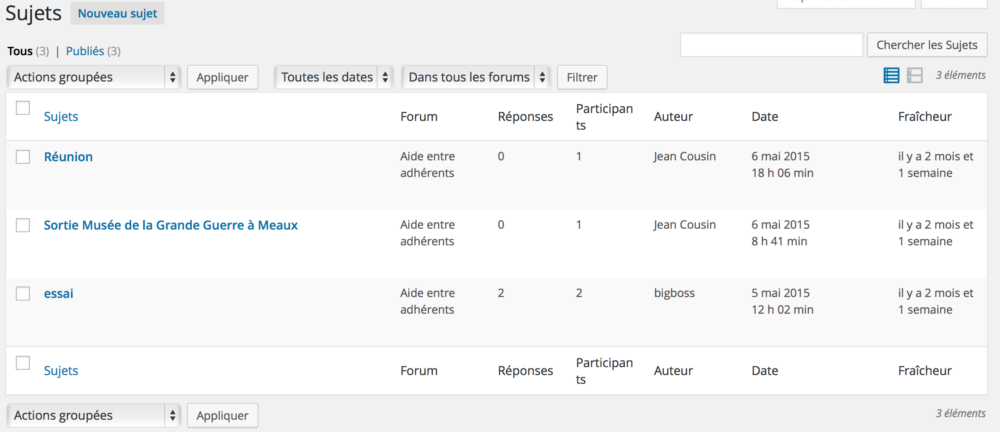 Sujets Nouveau sujet
Tous (3) | Publiés (3)
Chercher les Sujets
Actions groupées Appliquer Toutes les dates Dans tous les forums Filtrer 3 éléments
Sujets Forum Réponses Participan
ts Auteur Date Fraîcheur
Réunion Aide entre
adhérents 0 1 Jean Cousin 6 mai 2015
18 h 06 min il y a 2 mois et
1 semaine
Sortie Musée de la Grande Guerre à Meaux Aide entre
adhérents 0 1 Jean Cousin 6 mai 2015
8 h 41 min il y a 2 mois et
1 semaine
essai Aide entre
adhérents 2 2 bigboss 5 mai 2015
12 h 02 min il y a 2 mois et
1 semaine
Sujets Forum Réponses Participan
ts Auteur Date Fraîcheur
Actions groupées Appliquer 3 éléments